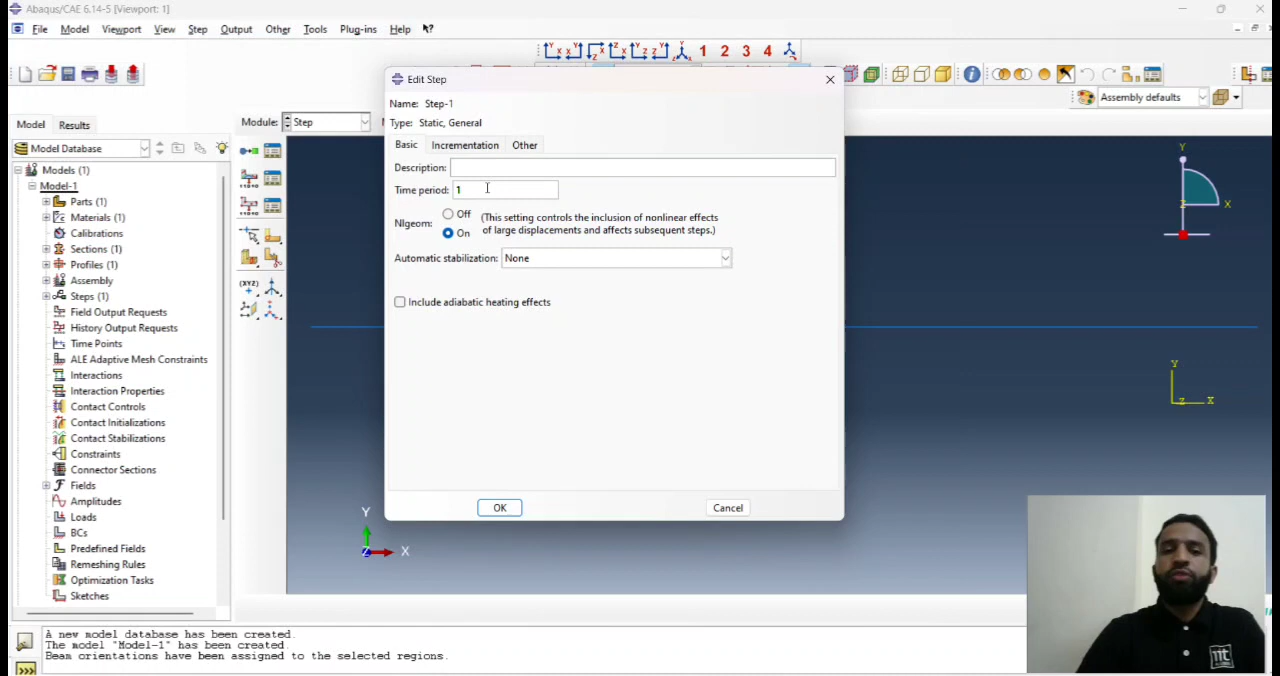 Abaqus/CAE 6.14-5 [Viewport: 1]
File Model Viewport View Step Output Other Tools Plug-ins Help
1 2 3 4
Assembly defaults
Model Results
Module: Step
Model Database
Models (1)
Model-1
Parts (1)
Materials (1)
Calibrations
Sections (1)
Profiles (1)
Assembly
Steps (1)
Field Output Requests
History Output Requests
Time Points
ALE Adaptive Mesh Constraints
Interactions
Interaction Properties
Contact Controls
Contact Initializations
Contact Stabilizations
Constraints
Connector Sections
Fields
Amplitudes
Loads
BCs
Predefined Fields
Remeshing Rules
Optimization Tasks
Sketches
(XYZ)
Edit Step
Name: Step-1
Type: Static, General
Basic Incrementation Other
Description:
Time period: 1
Nlgeom:
Off
On
(This setting controls the inclusion of nonlinear effects
of large displacements and affects subsequent steps.)
Automatic stabilization: None
Include adiabatic heating effects
OK Cancel
Y
X
Z
Y
Z X
Y
Z X
A new model database has been created.
The model "Model-1" has been created.
Beam orientations have been assigned to the selected regions.
>>>